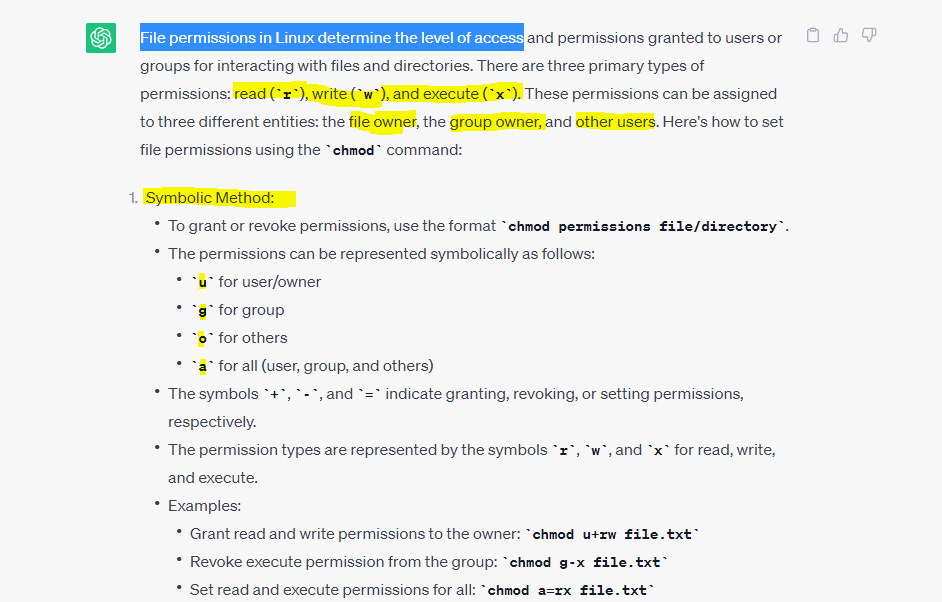 File permissions in Linux determine the level of access and permissions granted to users or
groups for interacting with files and directories. There are three primary types of
permissions: read (`r`), write (`w`), and execute (`x`). These permissions can be assigned
to three different entities: the file owner, the group owner, and other users. Here's how to set
file permissions using the `chmod` command:
1. Symbolic Method:
• To grant or revoke permissions, use the format `chmod permissions file/directory`.
• The permissions can be represented symbolically as follows:
• `u` for user/owner
• `g` for group
• `o` for others
• `a` for all (user, group, and others)
• The symbols `+`, `-`, and `=` indicate granting, revoking, or setting permissions,
respectively.
• The permission types are represented by the symbols `r`, `w`, and `x` for read, write,
and execute.
• Examples:
• Grant read and write permissions to the owner: `chmod u+rw file.txt`
• Revoke execute permission from the group: `chmod g-x file.txt`
• Set read and execute permissions for all: `chmod a=rx file.txt`